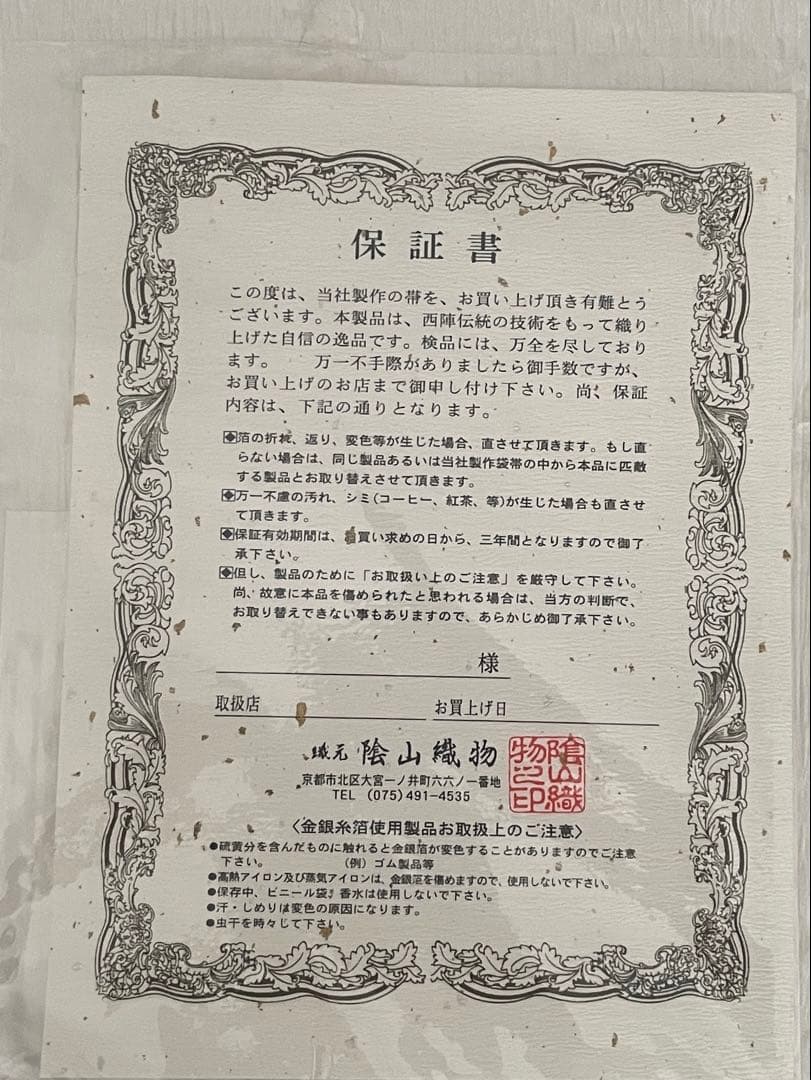 保証書
この度は、当社製作の帯を、お買い上げ頂き有難とう
ございます。本製品は、西陣伝統の技術をもって織り
上げた自信の逸品です。検品には、万全を尽しており
ます。　　万一不手際がありましたら御手数ですが、
お買い上げのお店まで御申し付け下さい。尚、保証
内容は、下記の通りとなります。
◆箔の折れ、返り、変色等が生じた場合、直させて頂きます。もし直
らない場合は、同じ製品あるいは当社製作袋帯の中から本品に匹敵
する製品とお取り替えさせて頂きます。
◆万一不慮の汚れ、シミ(コーヒー、紅茶、等)が生じた場合も直させ
て頂きます。
◆保証有効期間は、お買い求めの日から、三年間となりますので御了
承下さい。
◆但し、製品のために「お取扱い上のご注意」を厳守して下さい。
尚、故意に本品を傷められたと思われる場合は、当方の判断で、
お取り替えできない事もありますので、あらかじめ御了承下さい。
様
取扱店　お買上げ日
織元 陰山織物
陰山織物之印
京都市北区大宮一ノ井町六六ノ一番地
TEL (075)491-4535
〈金銀糸箔使用製品お取扱上のご注意〉
●硫黄分を含んだものに触れると金銀箔が変色することがありますのでご注意
下さい。　　(例) ゴム製品等
●高熱アイロン及び蒸気アイロンは、金銀箔を傷めますので、使用しないで下さい。
●保存中、ビニール袋、香水は使用しないで下さい。
●汗・しめりは変色の原因になります。
●虫干を時々して下さい。